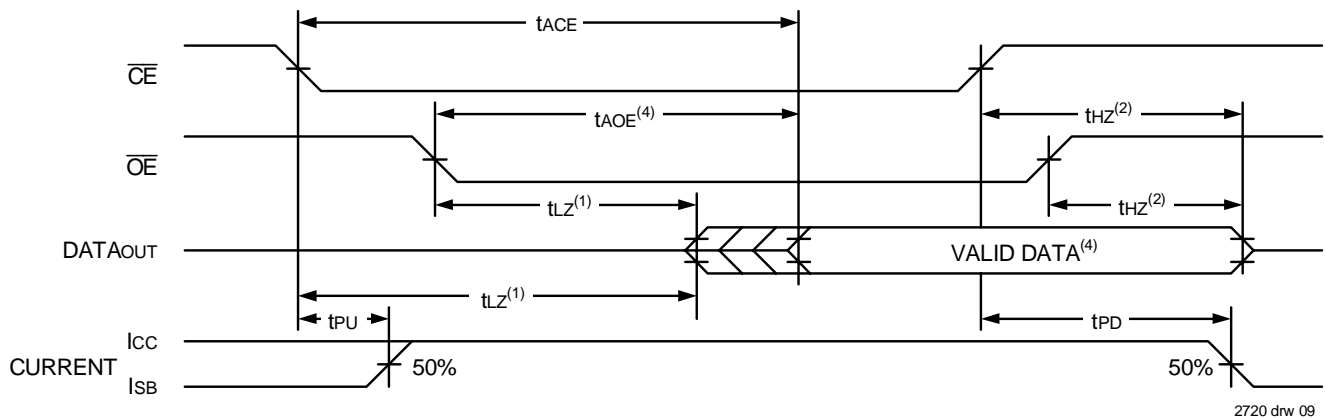 tACE
CE
tAOE(4)
tHZ(2)
OE
tLZ(1)
tHZ(2)
DATAOUT
VALID DATA(4)
tLZ(1)
tPU
tPD
ICC
CURRENT
50%
50%
ISB
2720 drw 09